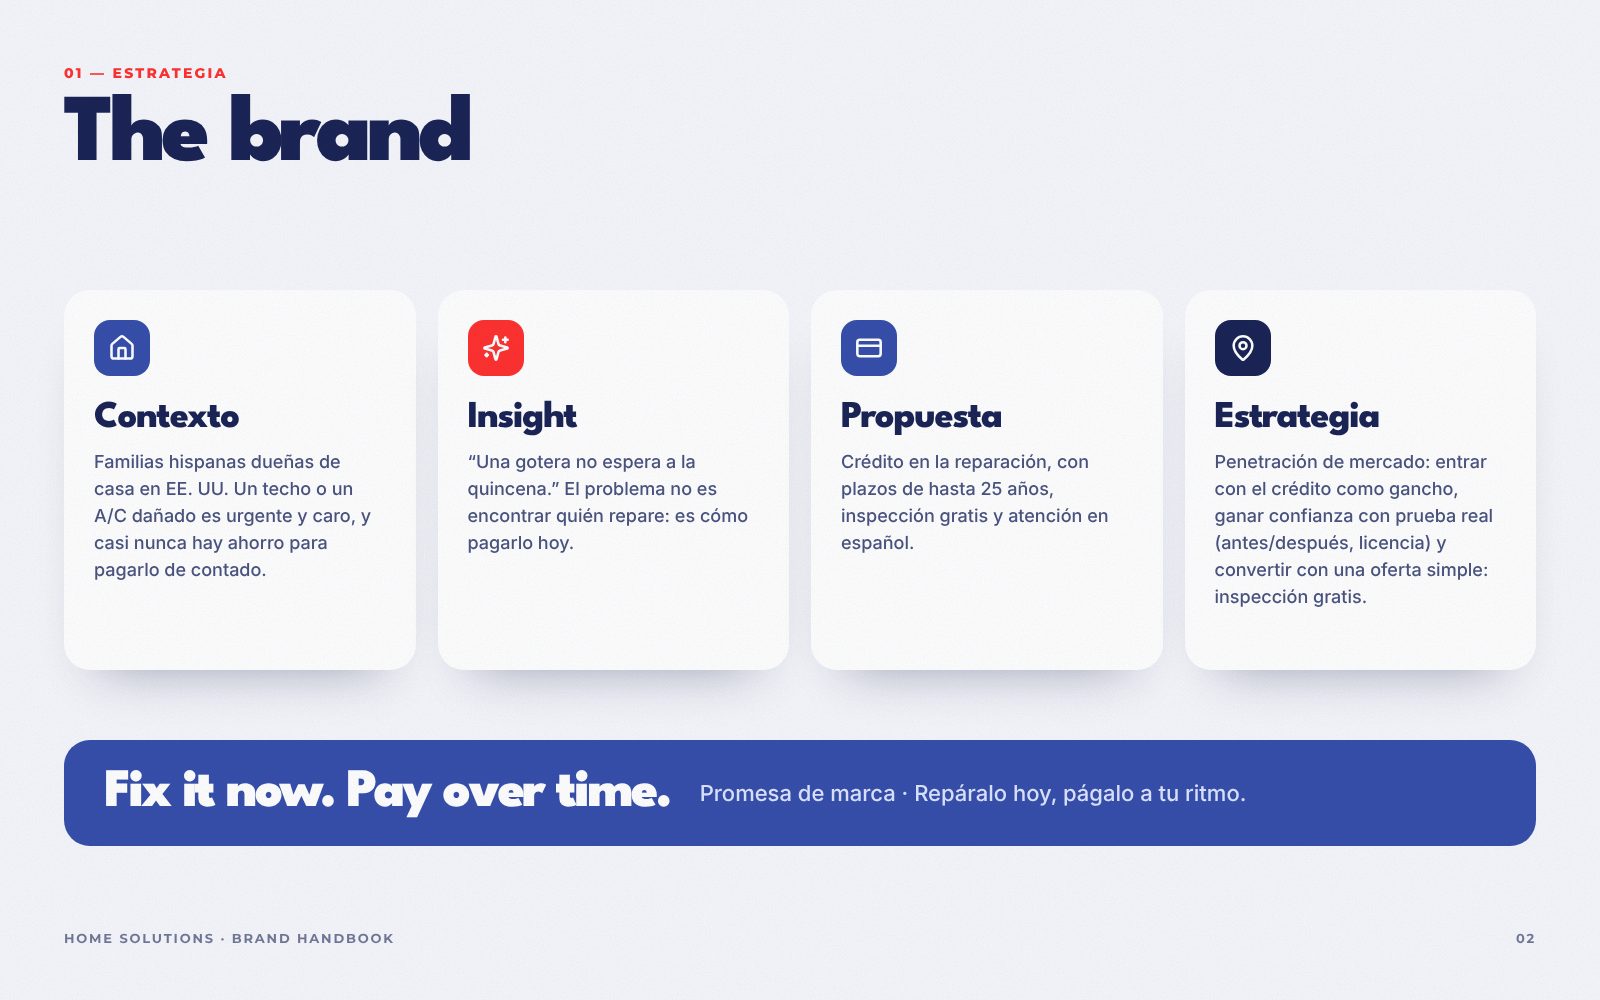 01 — ESTRATEGIA
The brand
Contexto
Familias hispanas dueñas de
casa en EE. UU. Un techo o un
A/C dañado es urgente y caro, y
casi nunca hay ahorro para
pagarlo de contado.
Insight
“Una gotera no espera a la
quincena.” El problema no es
encontrar quién repare: es cómo
pagarlo hoy.
Propuesta
Crédito en la reparación, con
plazos de hasta 25 años,
inspección gratis y atención en
español.
Estrategia
Penetración de mercado: entrar
con el crédito como gancho,
ganar confianza con prueba real
(antes/después, licencia) y
convertir con una oferta simple:
inspección gratis.
Fix it now. Pay over time.
Promesa de marca · Repáralo hoy, págalo a tu ritmo.
HOME SOLUTIONS · BRAND HANDBOOK
02